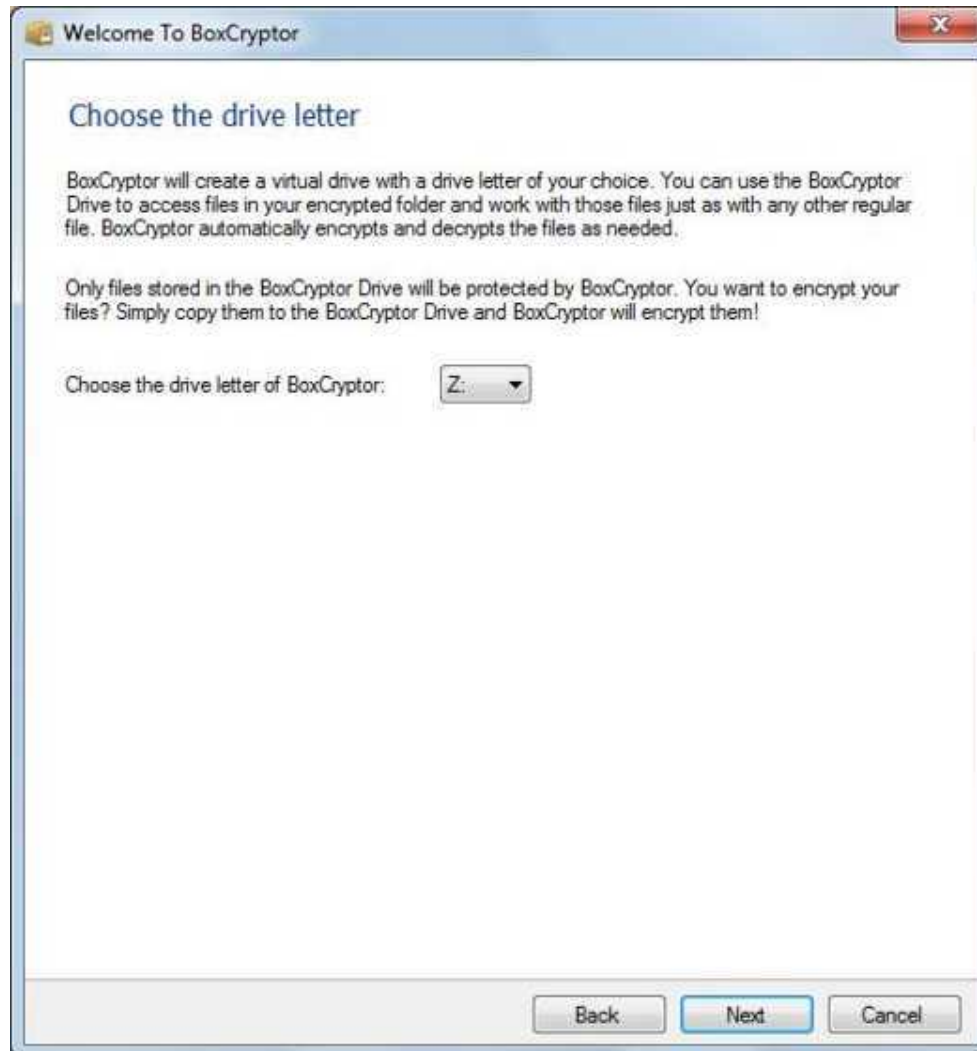 Welcome To BoxCryptor
Choose the drive letter
BoxCryptor will create a virtual drive with a drive letter of your choice. You can use the BoxCryptor
Drive to access files in your encrypted folder and work with those files just as with any other regular
file. BoxCryptor automatically encrypts and decrypts the files as needed.
Only files stored in the BoxCryptor Drive will be protected by BoxCryptor. You want to encrypt your
files? Simply copy them to the BoxCryptor Drive and BoxCryptor will encrypt them!
Choose the drive letter of BoxCryptor: Z:
Back Next Cancel